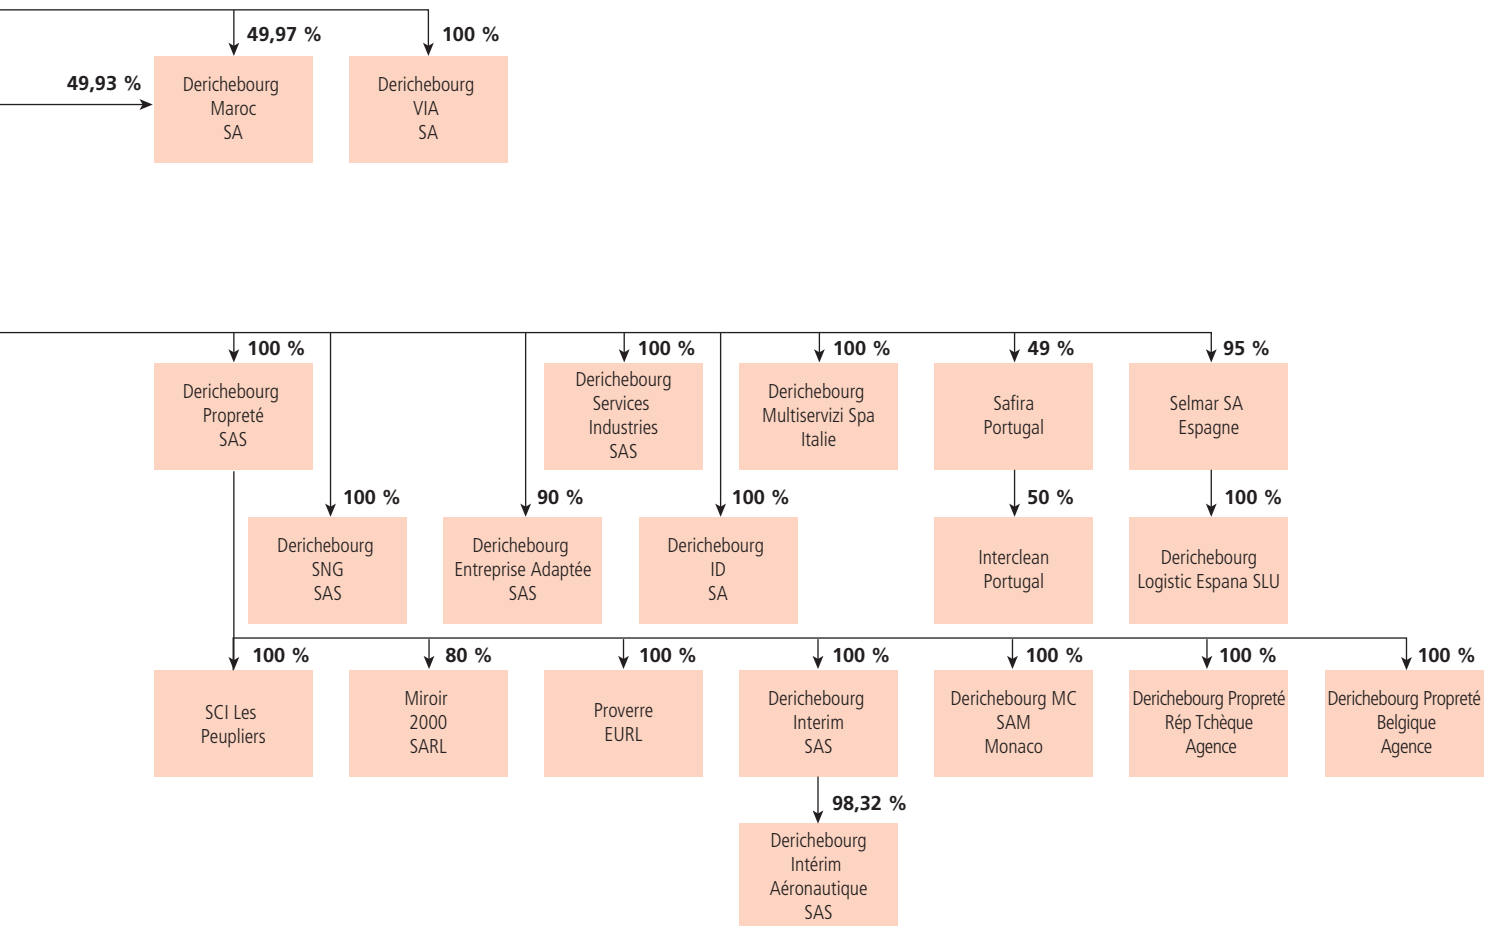 49,97 %
100 %
49,93 %
Derichebourg
Maroc
SA
Derichebourg
VIA
SA
100 %
100 %
100 %
49 %
95 %
Derichebourg
Propreté
SAS
Derichebourg
Services
Industries
SAS
Derichebourg
Multiservizi Spa
Italie
Safira
Portugal
Selmar SA
Espagne
100 %
90 %
100 %
50 %
100 %
Derichebourg
SNG
SAS
Derichebourg
Entreprise Adaptée
SAS
Derichebourg
ID
SA
Interclean
Portugal
Derichebourg
Logistic Espana SLU
100 %
80 %
100 %
100 %
100 %
100 %
100 %
SCI Les
Peupliers
Miroir
2000
SARL
Proverre
EURL
Derichebourg
Interim
SAS
Derichebourg MC
SAM
Monaco
Derichebourg Propreté
Rép Tchèque
Agence
Derichebourg Propreté
Belgique
Agence
98,32 %
Derichebourg
Intérim
Aéronautique
SAS